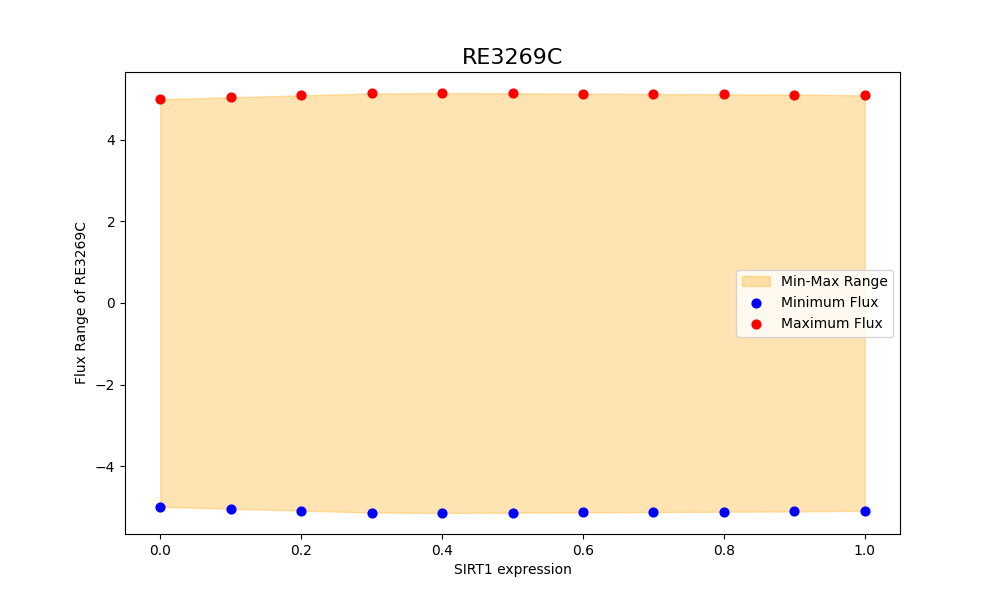 RE3269C
Flux Range of RE3269C
4
2
0
−2
−4
Min-Max Range
Minimum Flux
Maximum Flux
0.0 0.2 0.4 0.6 0.8 1.0
SIRT1 expression